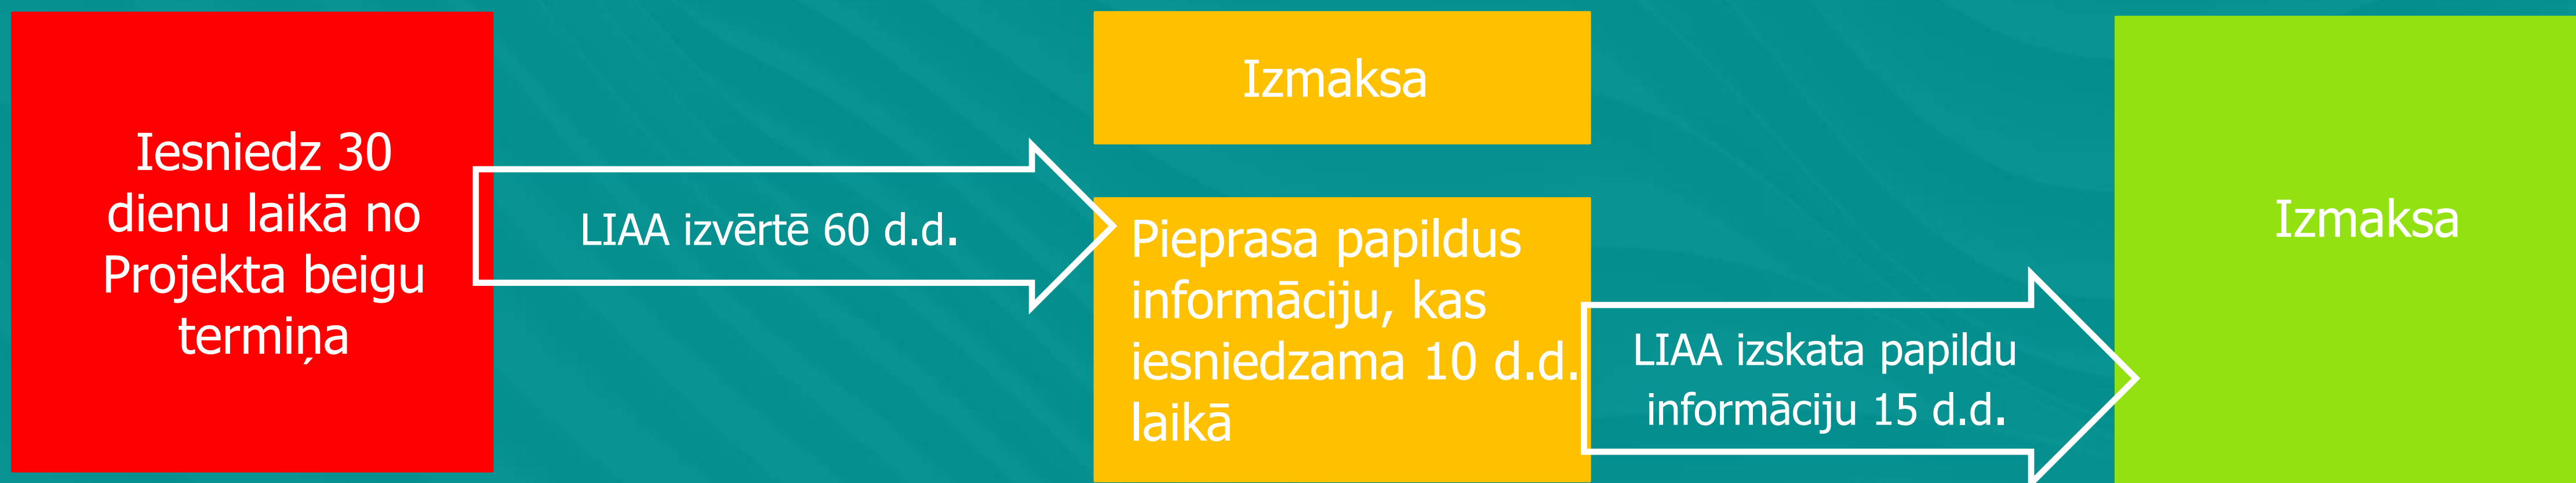 Iesniedz 30
dienu laikā no
Projekta beigu
termiņa
LIAA izvērtē 60 d.d.
Izmaksa
Pieprasa papildus
informāciju, kas
iesniedzama 10 d.d.
laikā
LIAA izskata papildu
informāciju 15 d.d.
Izmaksa